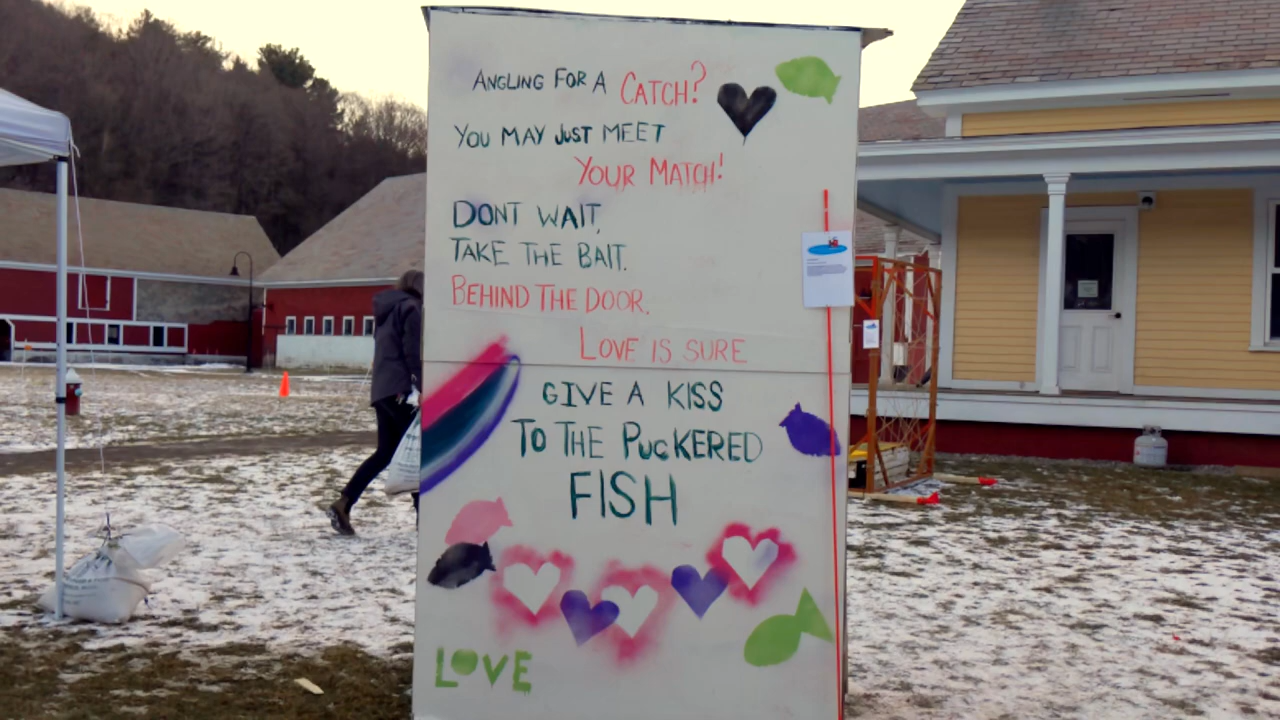 ANGLING FOR A CATCH?
YOU MAY JUST MEET
YOUR MATCH!
DONT WAIT,
TAKE THE BAIT.
BEHIND THE DOOR,
LOVE IS SURE
GIVE A KISS
TO THE PUCKERED
FISH
LOVE